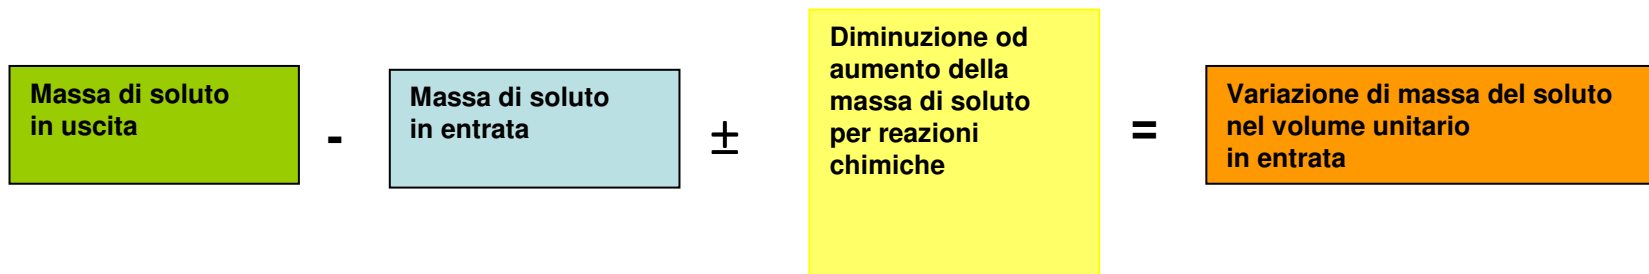 Massa di soluto
in uscita
-
Massa di soluto
in entrata
±
Diminuzione od
aumento della
massa di soluto
per reazioni
chimiche
=
Variazione di massa del soluto
nel volume unitario
in entrata